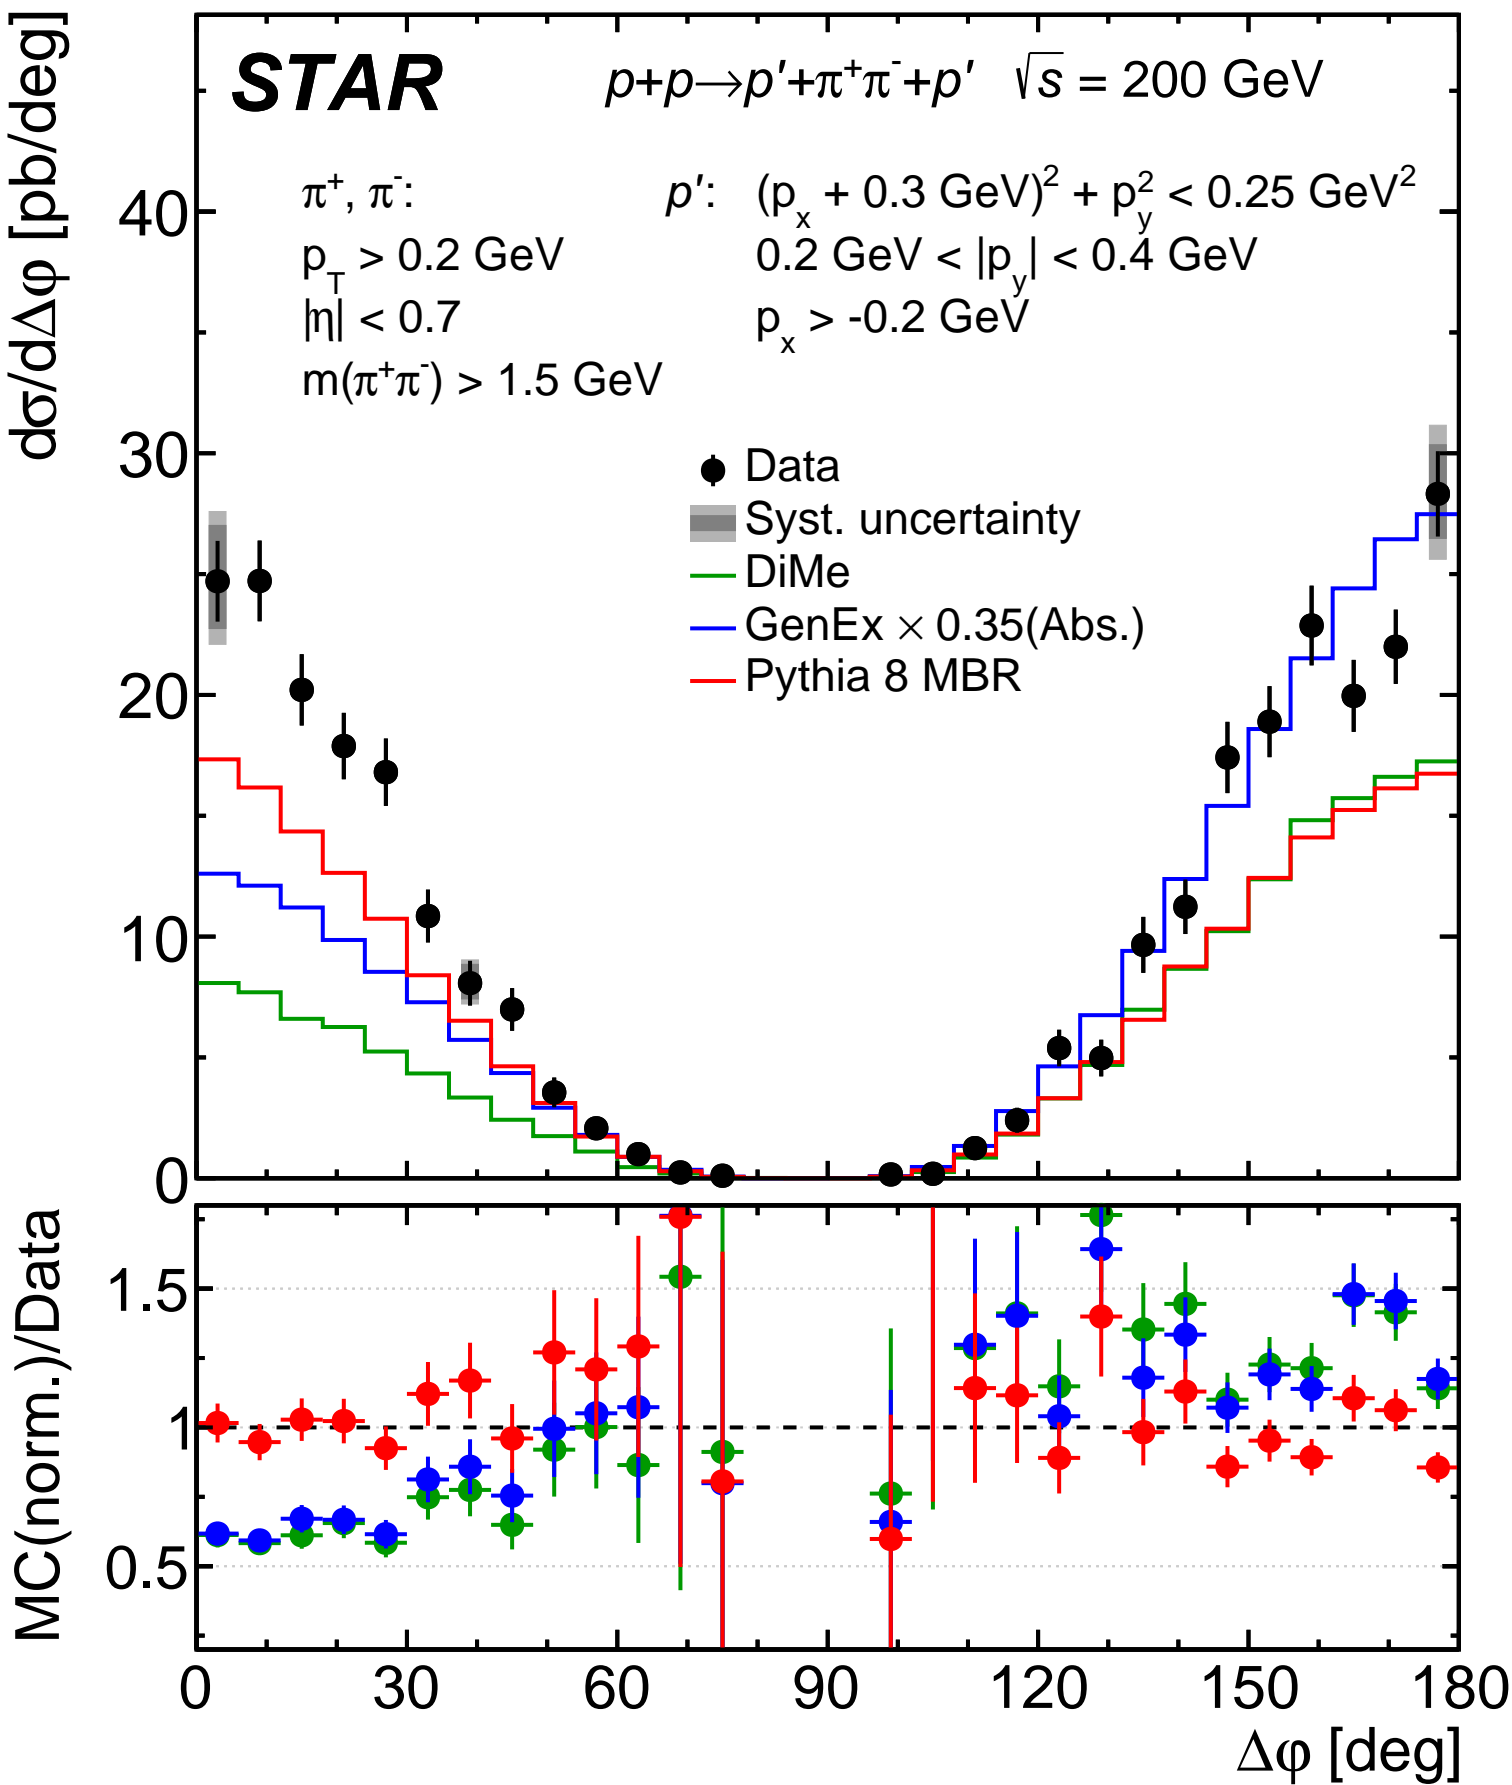 STAR p+p→p′+π⁺π⁻+p′ √s = 200 GeV
π⁺, π⁻: p′: (pₓ + 0.3 GeV)² + p_y² < 0.25 GeV²
p_T > 0.2 GeV 0.2 GeV < |p_y| < 0.4 GeV
|η| < 0.7 pₓ > -0.2 GeV
m(π⁺π⁻) > 1.5 GeV
Data
Syst. uncertainty
DiMe
GenEx × 0.35(Abs.)
Pythia 8 MBR
dσ/dΔφ [pb/deg]
40
30
20
10
0
MC(norm.)/Data
1.5
1
0.5
0 30 60 90 120 150 180
Δφ [deg]